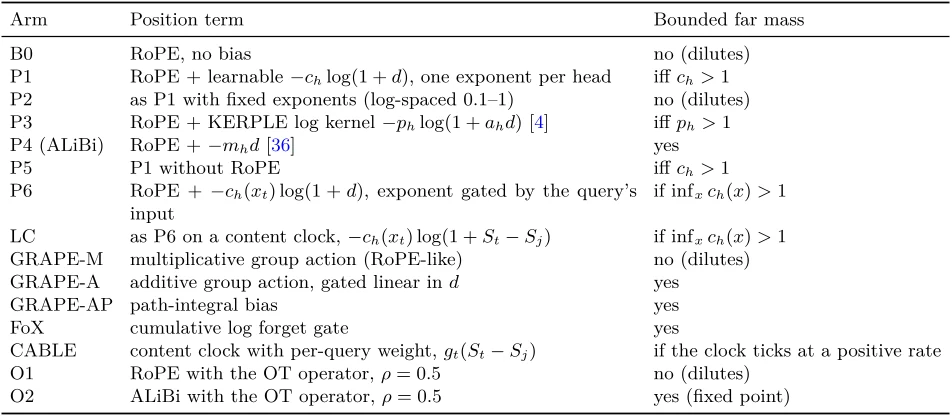 Arm Position term Bounded far mass
B0 RoPE, no bias no (dilutes)
P1 RoPE + learnable −c_h log(1 + d), one exponent per head iff c_h > 1
P2 as P1 with fixed exponents (log-spaced 0.1–1) no (dilutes)
P3 RoPE + KERPLE log kernel −p_h log(1 + a_h d) [4] iff p_h > 1
P4 (ALiBi) RoPE + −m_h d [36] yes
P5 P1 without RoPE iff c_h > 1
P6 RoPE + −c_h(x_t) log(1 + d), exponent gated by the query's if inf_x c_h(x) > 1
input
LC as P6 on a content clock, −c_h(x_t) log(1 + S_t − S_j) if inf_x c_h(x) > 1
GRAPE-M multiplicative group action (RoPE-like) no (dilutes)
GRAPE-A additive group action, gated linear in d yes
GRAPE-AP path-integral bias yes
FoX cumulative log forget gate yes
CABLE content clock with per-query weight, g_t(S_t − S_j) if the clock ticks at a positive rate
O1 RoPE with the OT operator, ρ = 0.5 no (dilutes)
O2 ALiBi with the OT operator, ρ = 0.5 yes (fixed point)